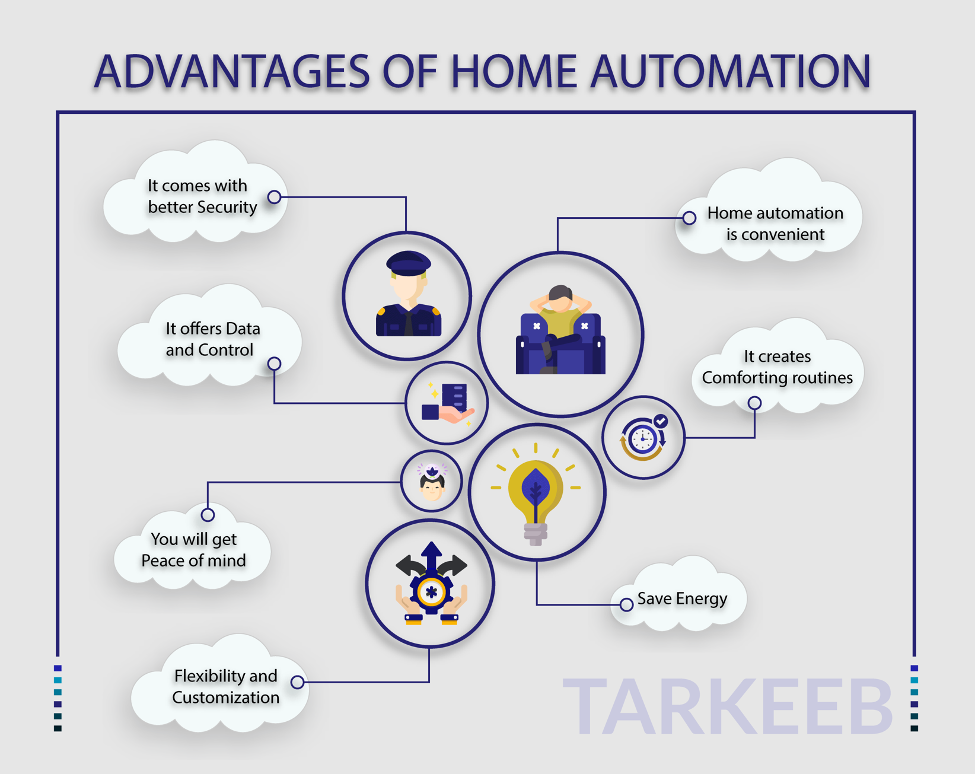 ADVANTAGES OF HOME AUTOMATION
It comes with
better Security
Home automation
is convenient
It offers Data
and Control
It creates
Comforting routines
You will get
Peace of mind
Save Energy
Flexibility and
Customization
TARKEEB